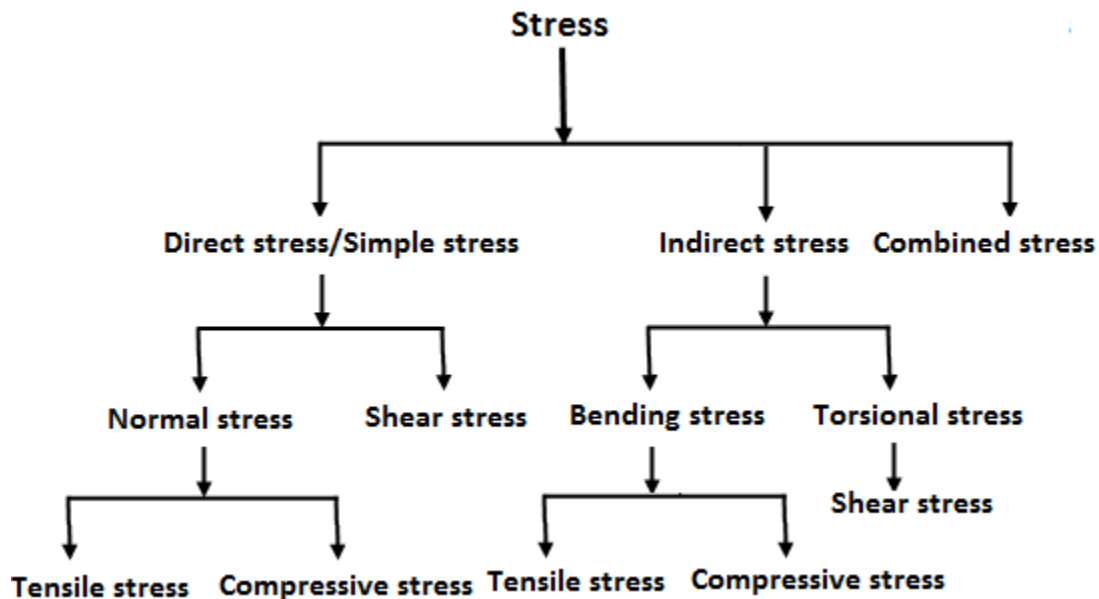 Stress
Direct stress/Simple stress
Indirect stress
Combined stress
Normal stress
Shear stress
Bending stress
Torsional stress
Shear stress
Tensile stress
Compressive stress
Tensile stress
Compressive stress